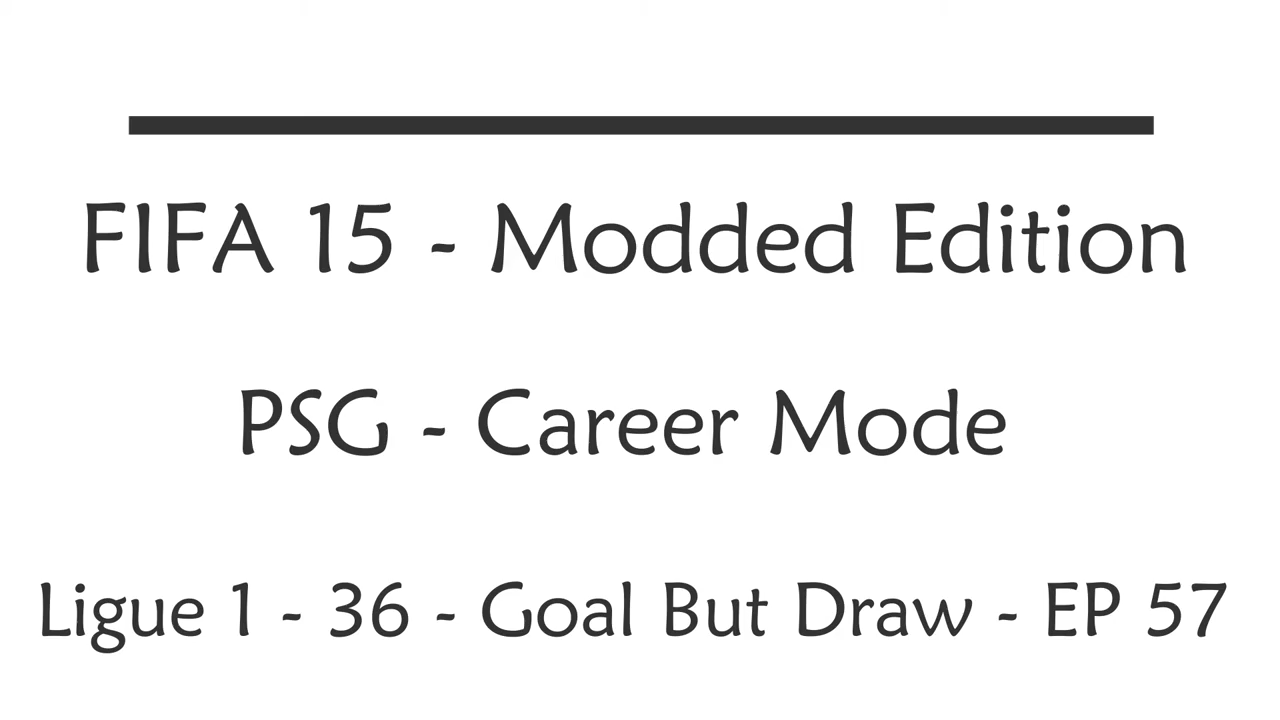 FIFA 15 - Modded Edition
PSG - Career Mode
Ligue 1 - 36 - Goal But Draw - EP 57